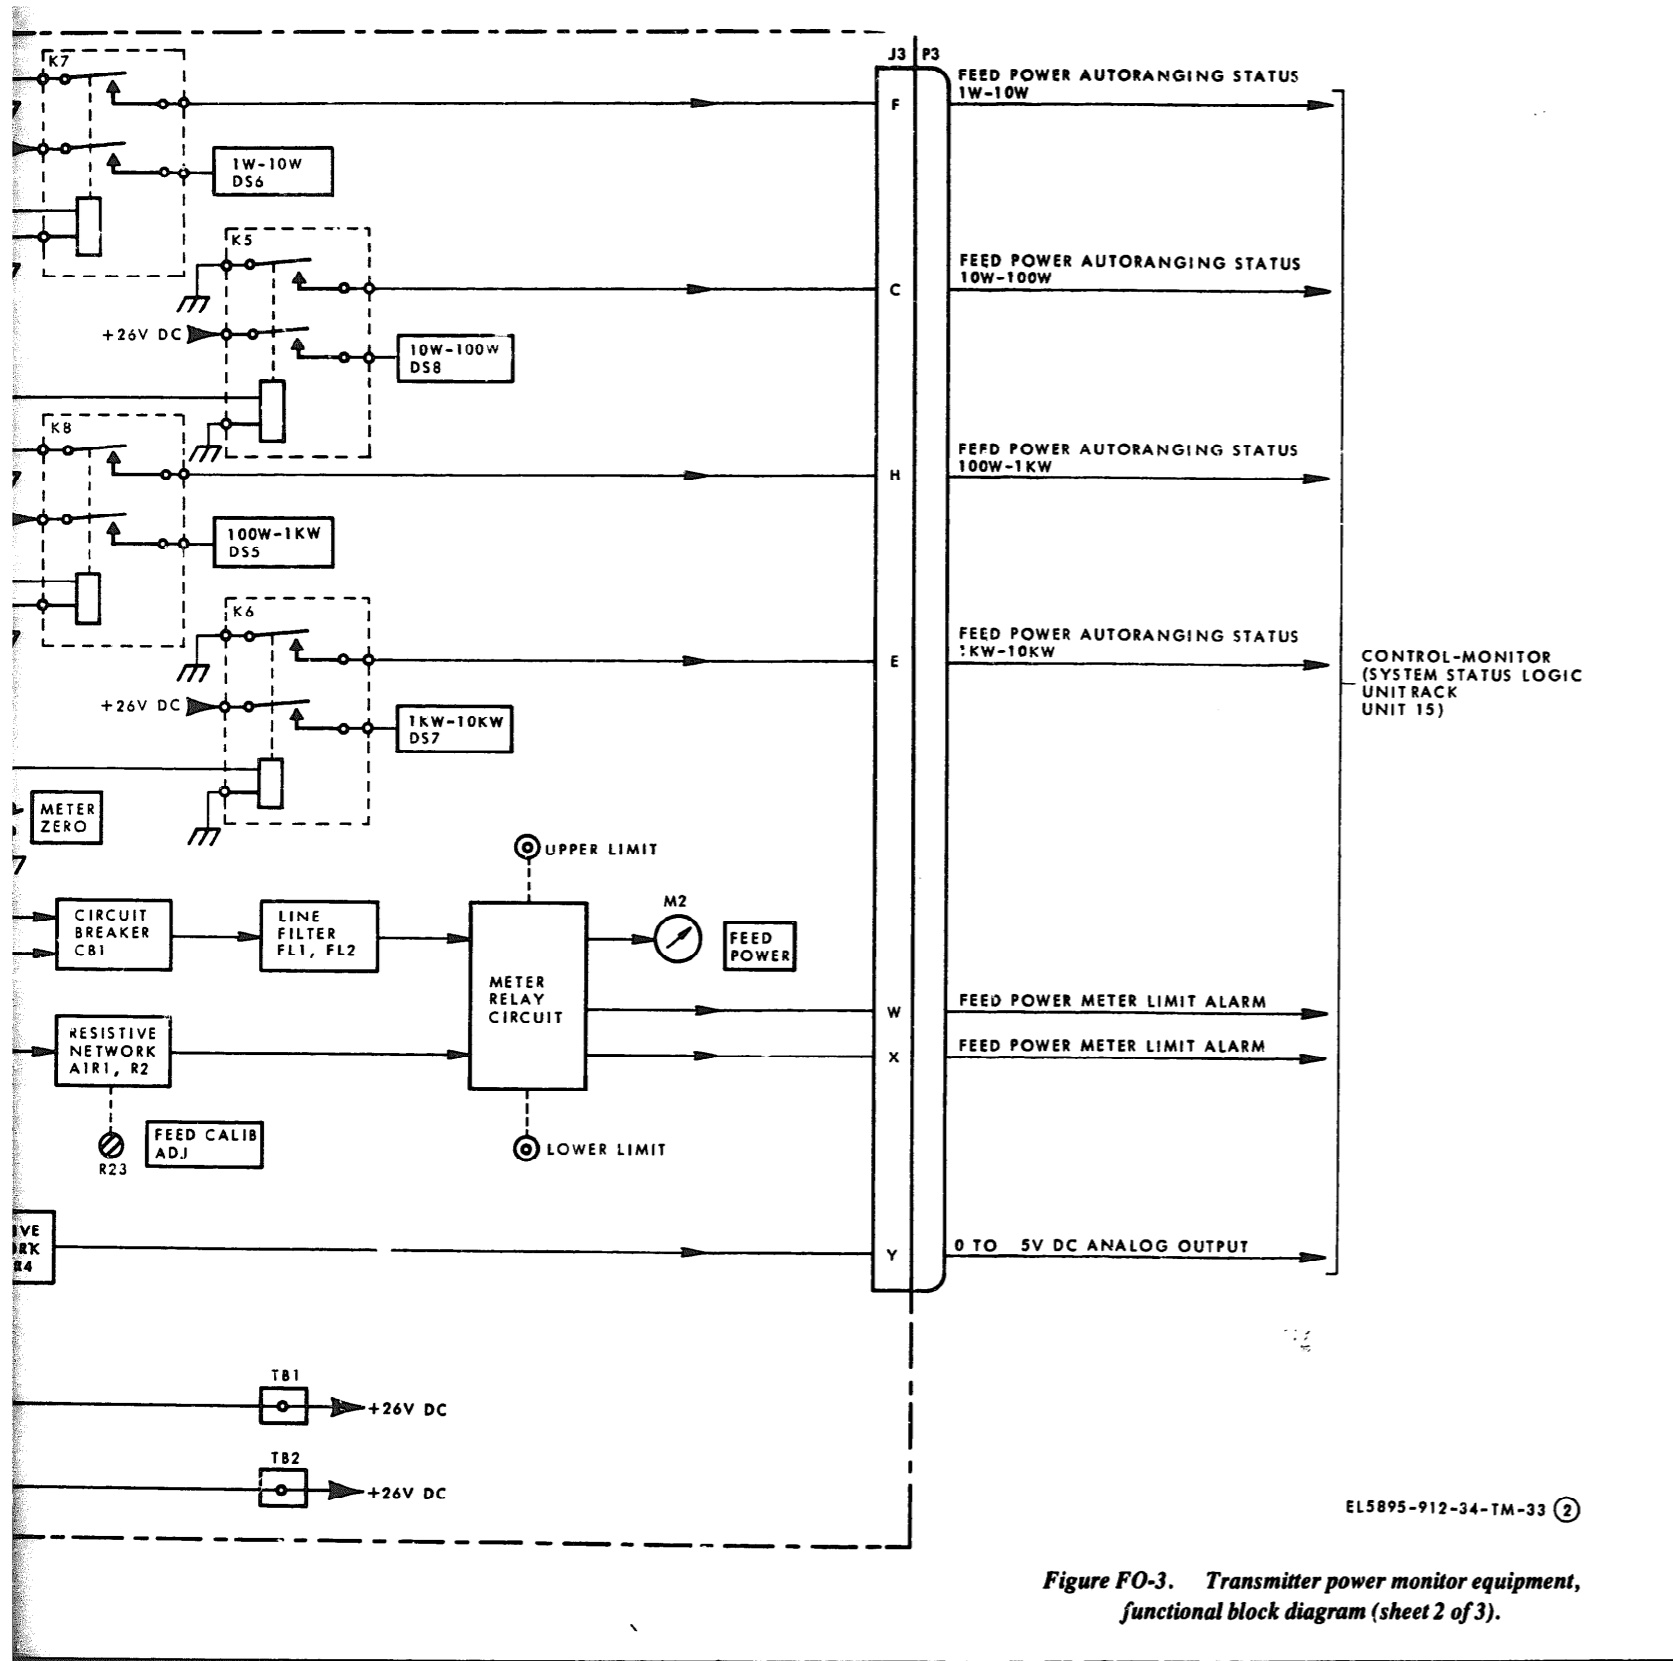 J3 P3
K7
FEED POWER AUTORANGING STATUS
1W-10W
F
1W-10W
DS6
K5
FEED POWER AUTORANGING STATUS
10W-100W
C
+26V DC
10W-100W
DS8
K8
FEFD POWER AUTORANGING STATUS
100W-1KW
H
100W-1KW
DS5
K6
FEED POWER AUTORANGING STATUS
1KW-10KW
E
CONTROL-MONITOR
(SYSTEM STATUS LOGIC
UNITRACK
UNIT 15)
+26V DC
1KW-10KW
DS7
METER
ZERO
UPPER LIMIT
CIRCUIT
BREAKER
CB1
LINE
FILTER
FL1, FL2
M2
FEED
POWER
METER
RELAY
CIRCUIT
W
FEED POWER METER LIMIT ALARM
RESISTIVE
NETWORK
A1R1, R2
X
FEED POWER METER LIMIT ALARM
R23
FEED CALIB
ADJ
LOWER LIMIT
IVE
RK
R4
Y
0 TO 5V DC ANALOG OUTPUT
TB1
+26V DC
TB2
+26V DC
EL5895-912-34-TM-33 2
Figure FO-3. Transmitter power monitor equipment,
functional block diagram (sheet 2 of 3).